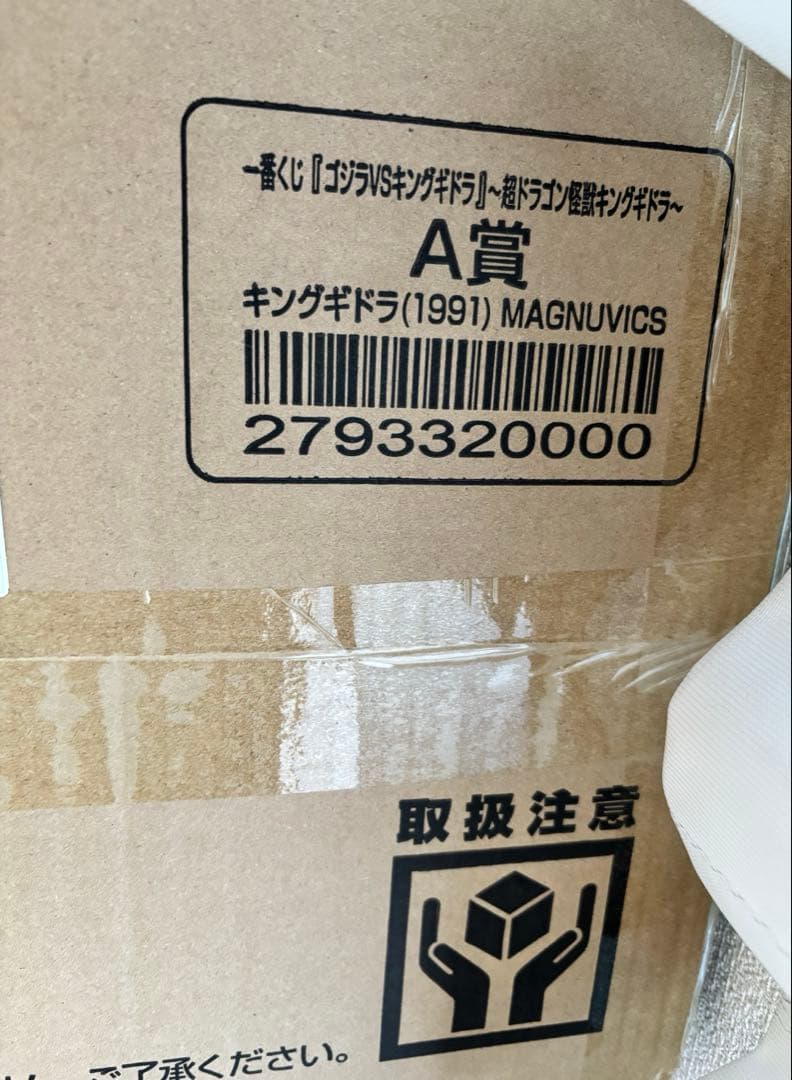 一番くじ『ゴジラVSキングギドラ』～超ドラゴン怪獣キングギドラ～
A賞
キングギドラ(1991) MAGNUVICS
2793320000
取扱注意
ご了承ください。